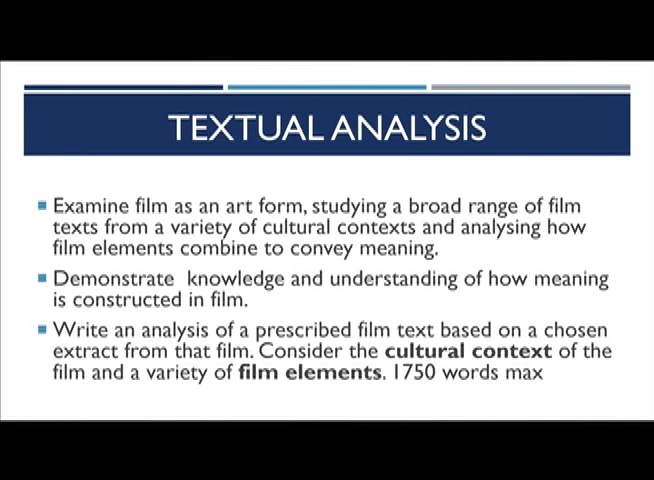 TEXTUAL ANALYSIS
Examine film as an art form, studying a broad range of film
texts from a variety of cultural contexts and analysing how
film elements combine to convey meaning.
Demonstrate knowledge and understanding of how meaning
is constructed in film.
Write an analysis of a prescribed film text based on a chosen
extract from that film. Consider the cultural context of the
film and a variety of film elements. 1750 words max